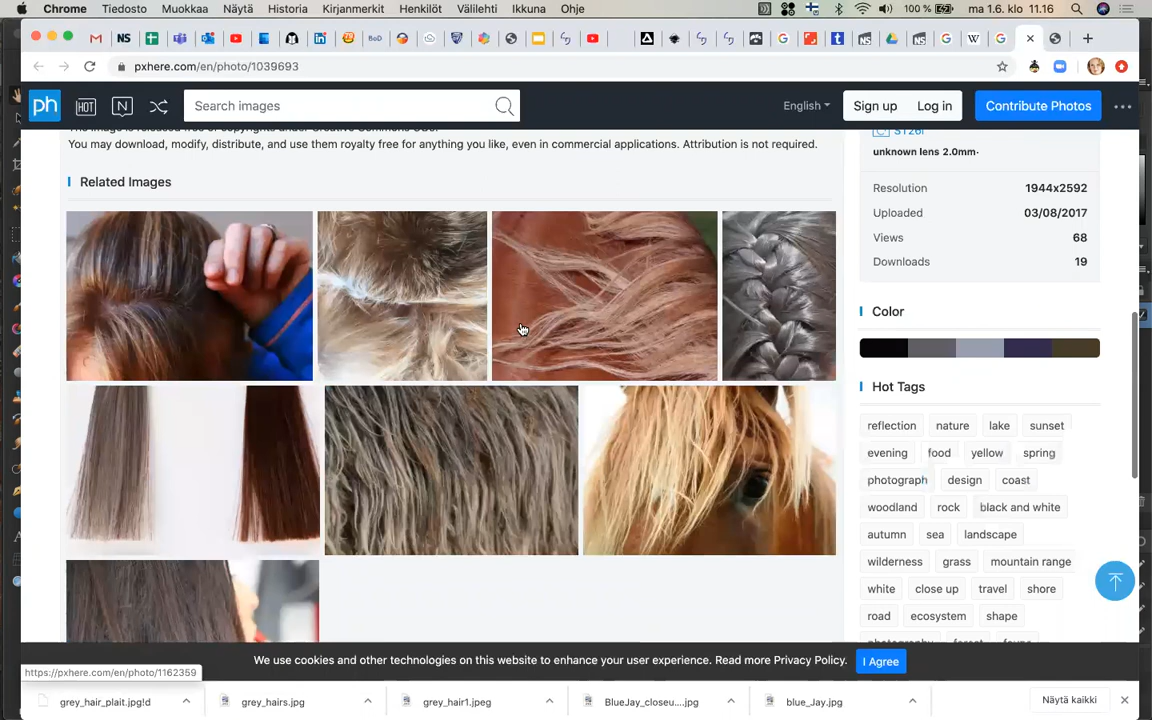 Chrome Tiedosto Muokkaa Näytä Historia Kirjanmerkit Henkilöt Välilehti Ikkuna Ohje 100 % ma 1.6. klo 11.16
NS BoD NS NS W
pxhere.com/en/photo/1039693
ph HOT N Search images English Sign up Log in Contribute Photos
You may download, modify, distribute, and use them royalty free for anything you like, even in commercial applications. Attribution is not required.
Related Images
unknown lens 2.0mm·
Resolution 1944x2592
Uploaded 03/08/2017
Views 68
Downloads 19
Color
Hot Tags
reflection nature lake sunset
evening food yellow spring
photograph design coast
woodland rock black and white
autumn sea landscape
wilderness grass mountain range
white close up travel shore
road ecosystem shape
We use cookies and other technologies on this website to enhance your user experience. Read more Privacy Policy. I Agree
https://pxhere.com/en/photo/1162359
grey_hair_plait.jpg!d grey_hairs.jpg grey_hair1.jpeg BlueJay_closeu....jpg blue_Jay.jpg Näytä kaikki